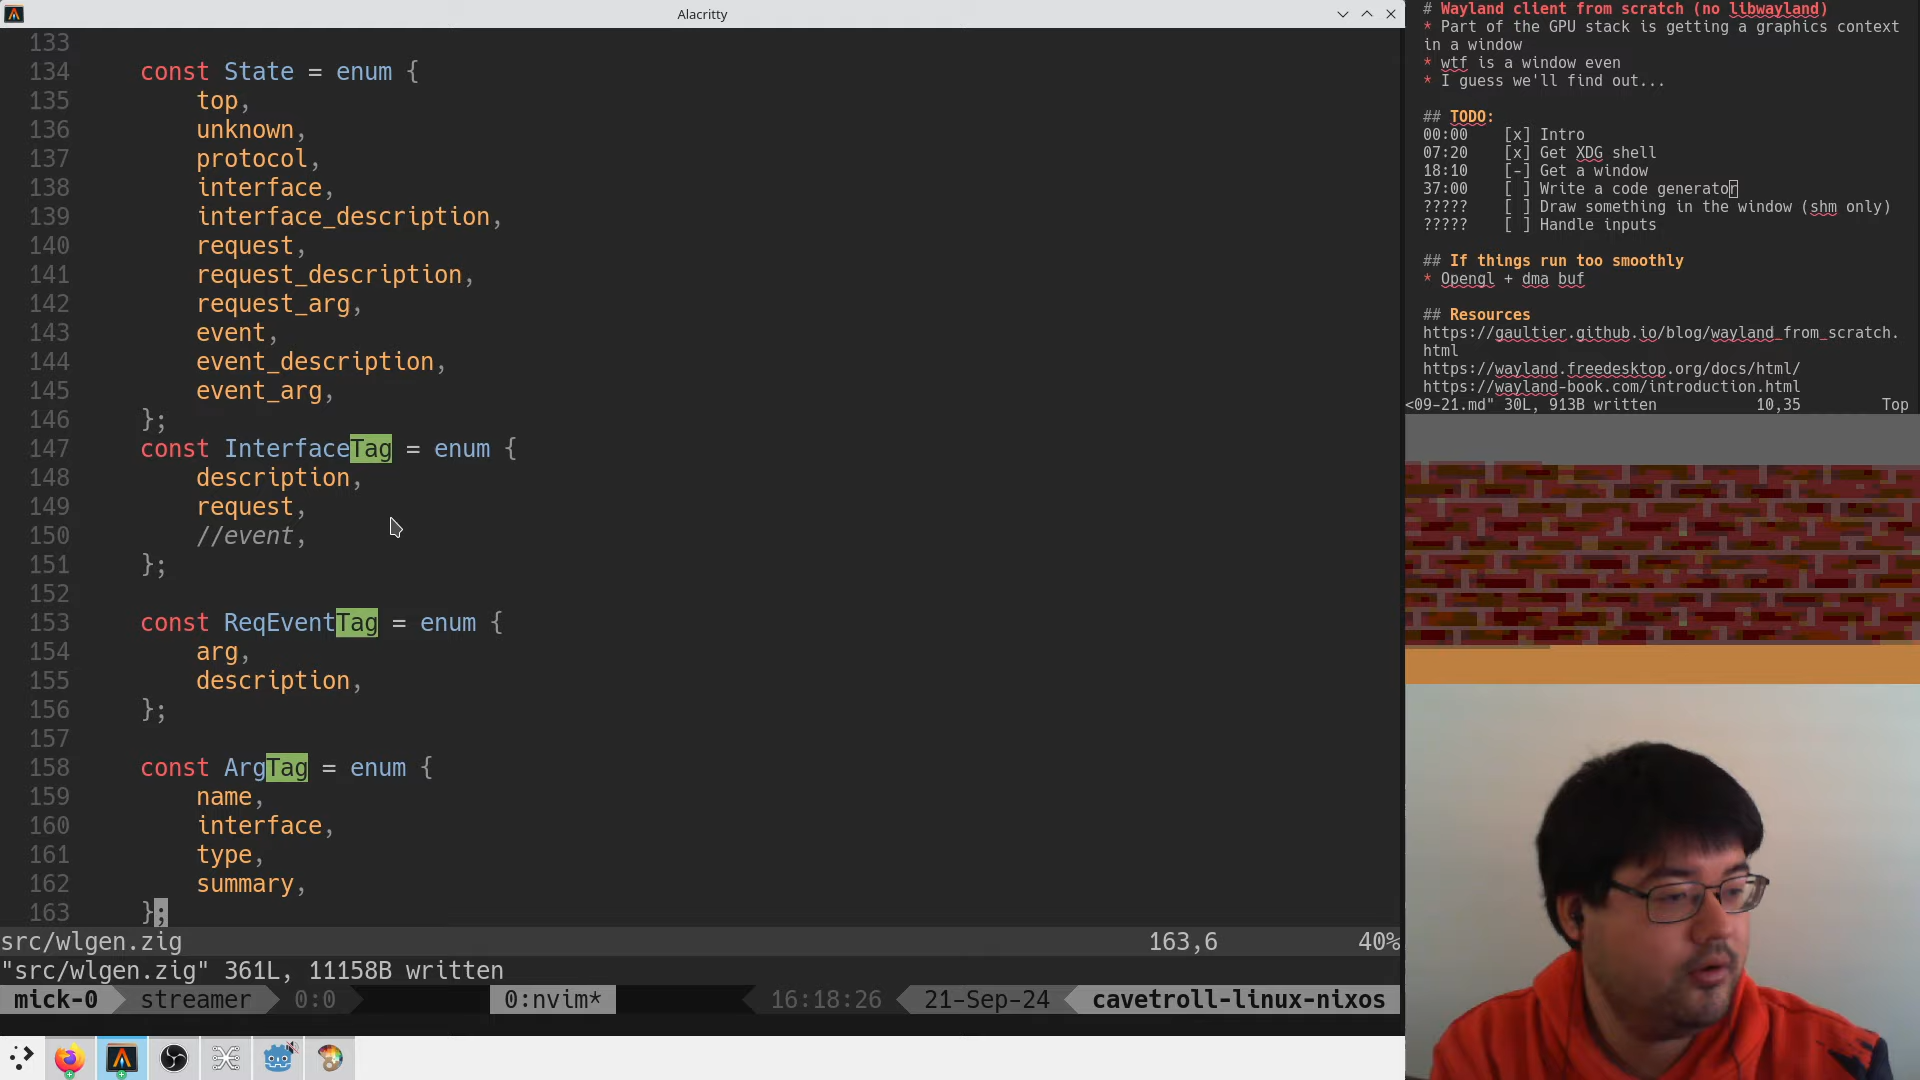 Alacritty
133
134 const State = enum {
135 top,
136 unknown,
137 protocol,
138 interface,
139 interface_description,
140 request,
141 request_description,
142 request_arg,
143 event,
144 event_description,
145 event_arg,
146 };
147 const InterfaceTag = enum {
148 description,
149 request,
150 //event,
151 };
152
153 const ReqEventTag = enum {
154 arg,
155 description,
156 };
157
158 const ArgTag = enum {
159 name,
160 interface,
161 type,
162 summary,
163 };
src/wlgen.zig 163,6 40%
"src/wlgen.zig" 361L, 11158B written
mick-0 streamer 0:0 0:nvim* 16:18:26 21-Sep-24 cavetroll-linux-nixos
# Wayland client from scratch (no libwayland)
* Part of the GPU stack is getting a graphics context
in a window
* wtf is a window even
* I guess we'll find out...
## TODO:
00:00 [x] Intro
07:20 [x] Get XDG shell
18:10 [-] Get a window
37:00 [ ] Write a code generator
????? [ ] Draw something in the window (shm only)
????? [ ] Handle inputs
## If things run too smoothly
* Opengl + dma buf
## Resources
https://gaultier.github.io/blog/wayland_from_scratch.
html
https://wayland.freedesktop.org/docs/html/
https://wayland-book.com/introduction.html
<09-21.md" 30L, 913B written 10,35 Top